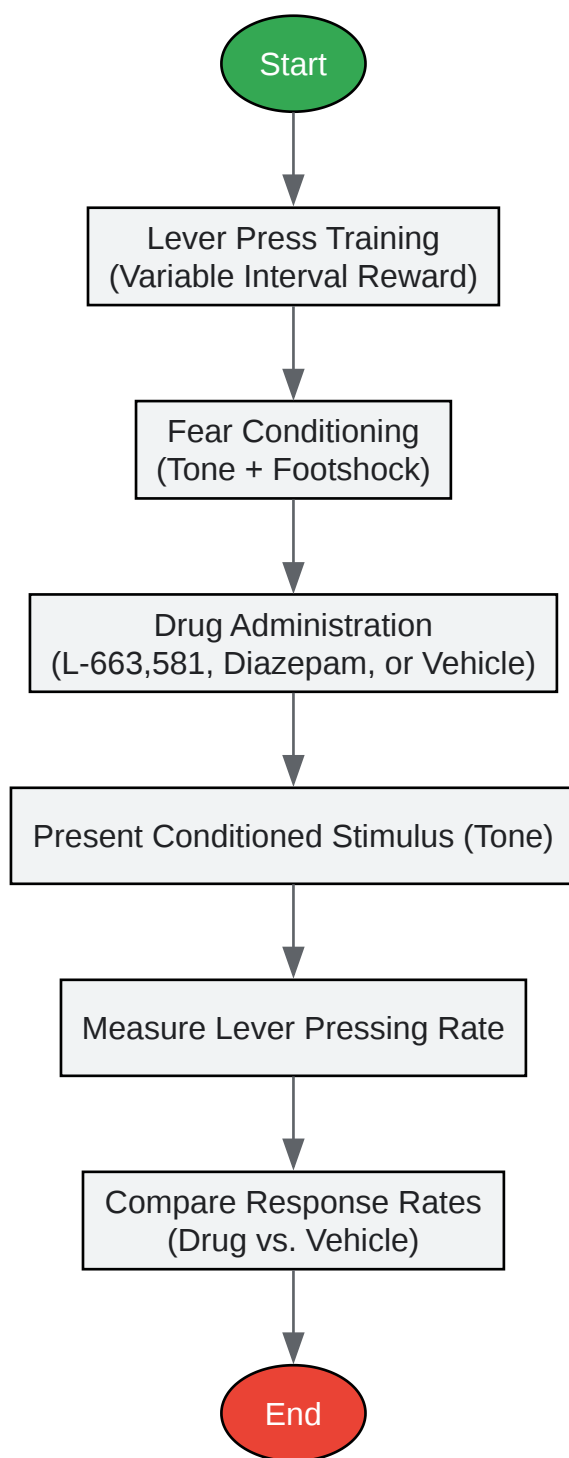 Start
Lever Press Training
(Variable Interval Reward)
Fear Conditioning
(Tone + Footshock)
Drug Administration
(L-663,581, Diazepam, or Vehicle)
Present Conditioned Stimulus (Tone)
Measure Lever Pressing Rate
Compare Response Rates
(Drug vs. Vehicle)
End